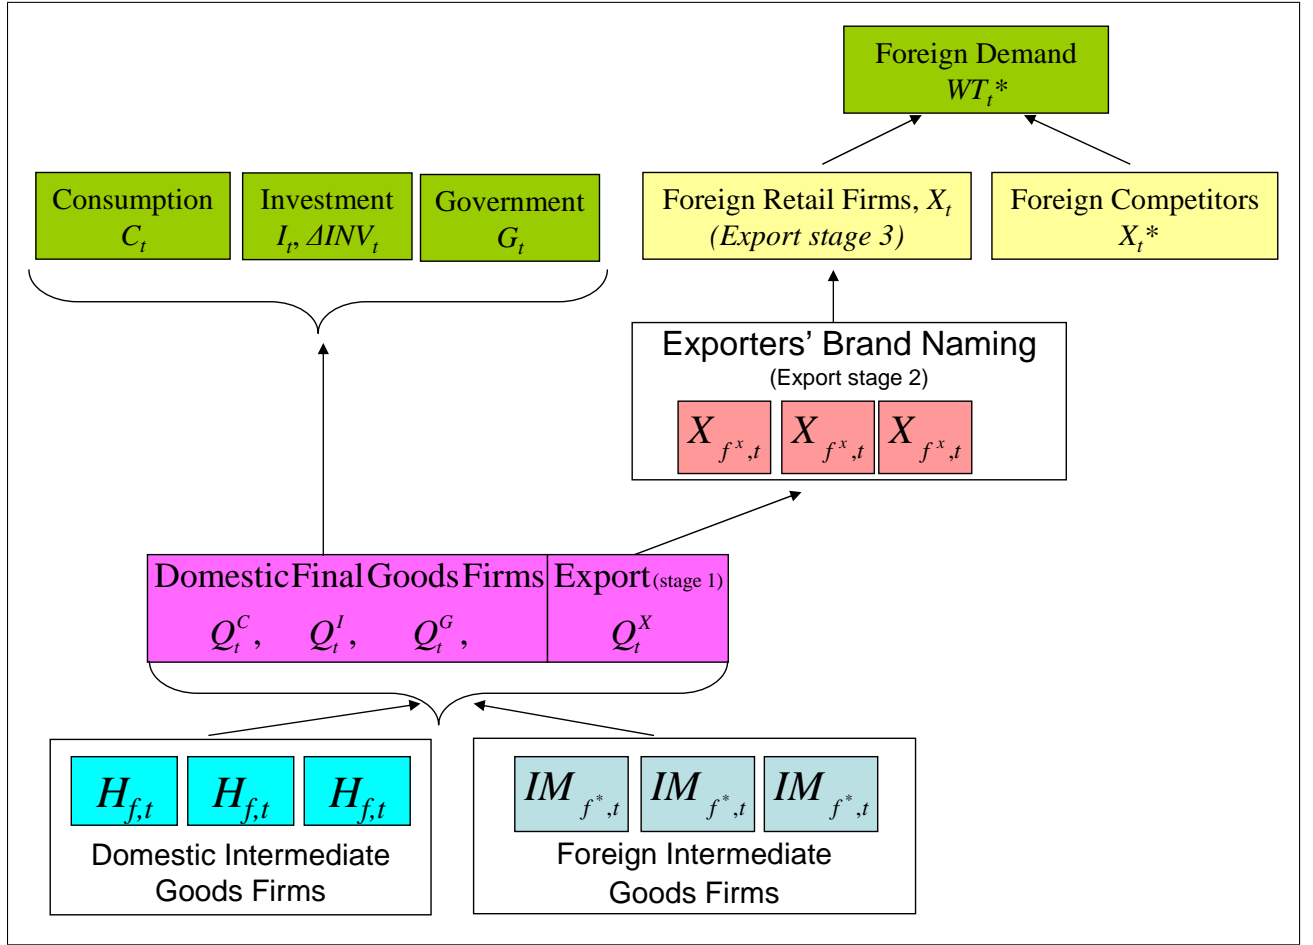 Foreign Demand
WT_t*
Consumption
C_t
Investment
I_t, ΔINV_t
Government
G_t
Foreign Retail Firms, X_t
(Export stage 3)
Foreign Competitors
X_t*
Exporters’ Brand Naming
(Export stage 2)
X_{f^x,t} X_{f^x,t} X_{f^x,t}
Domestic Final Goods Firms
Q_t^C, Q_t^I, Q_t^G,
Export (stage 1)
Q_t^X
H_{f,t} H_{f,t} H_{f,t}
Domestic Intermediate
Goods Firms
IM_{f^*,t} IM_{f^*,t} IM_{f^*,t}
Foreign Intermediate
Goods Firms